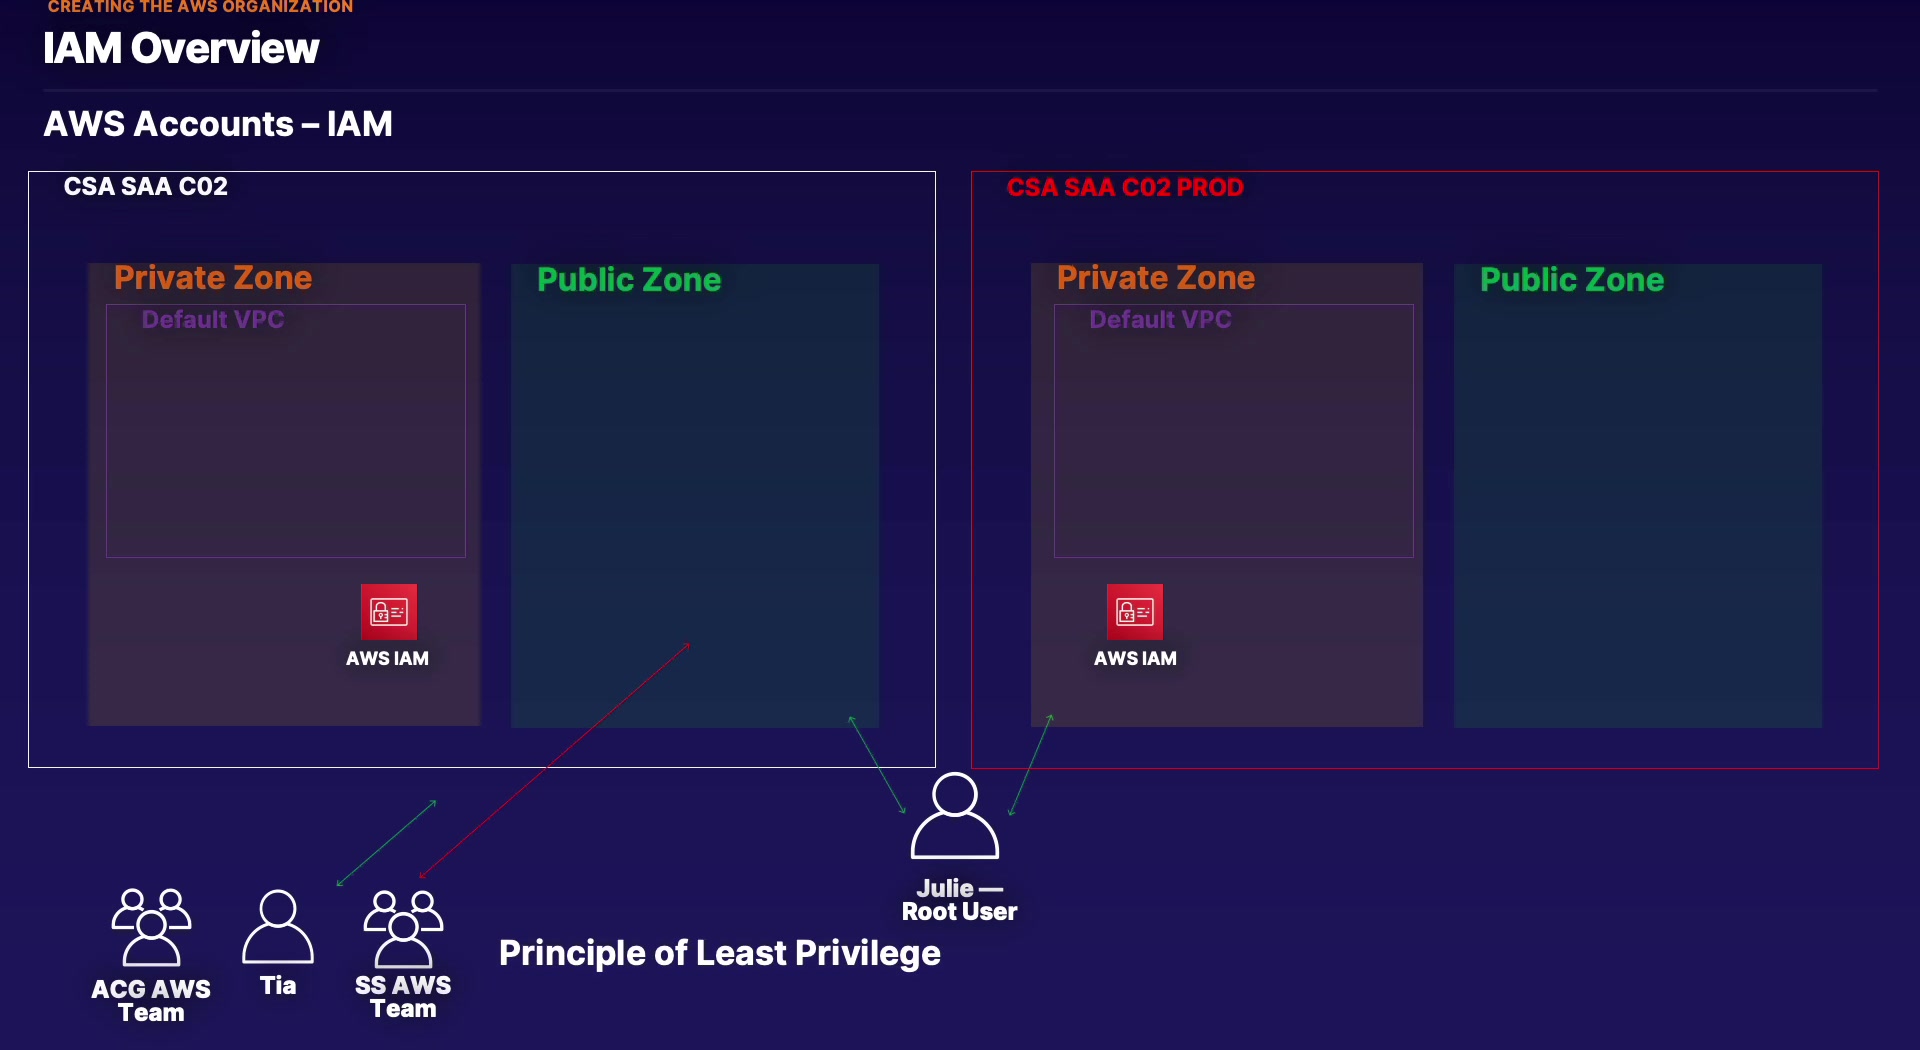 CREATING THE AWS ORGANIZATION
IAM Overview
AWS Accounts – IAM
CSA SAA C02
Private Zone
Default VPC
AWS IAM
Public Zone
CSA SAA C02 PROD
Private Zone
Default VPC
AWS IAM
Public Zone
Julie —
Root User
ACG AWS
Team
Tia
SS AWS
Team
Principle of Least Privilege